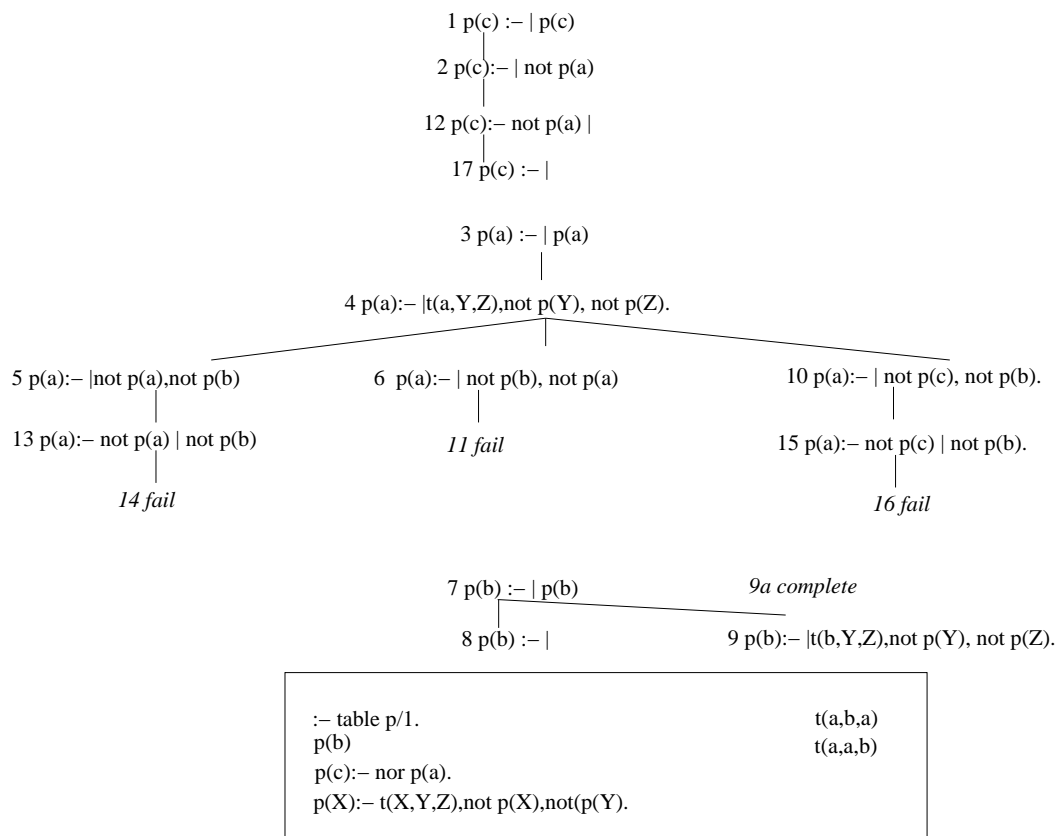 1 p(c) :– | p(c)
2 p(c):– | not p(a)
12 p(c):– not p(a) |
17 p(c) :– |
3 p(a) :– | p(a)
4 p(a):– |t(a,Y,Z),not p(Y), not p(Z).
5 p(a):– |not p(a),not p(b)
6 p(a):– | not p(b), not p(a)
10 p(a):– | not p(c), not p(b).
13 p(a):– not p(a) | not p(b)
11 fail
15 p(a):– not p(c) | not p(b).
14 fail
16 fail
7 p(b) :– | p(b)
9a complete
8 p(b) :– |
9 p(b):– |t(b,Y,Z),not p(Y), not p(Z).
:– table p/1.
t(a,b,a)
p(b)
t(a,a,b)
p(c):– nor p(a).
p(X):– t(X,Y,Z),not p(X),not(p(Y).